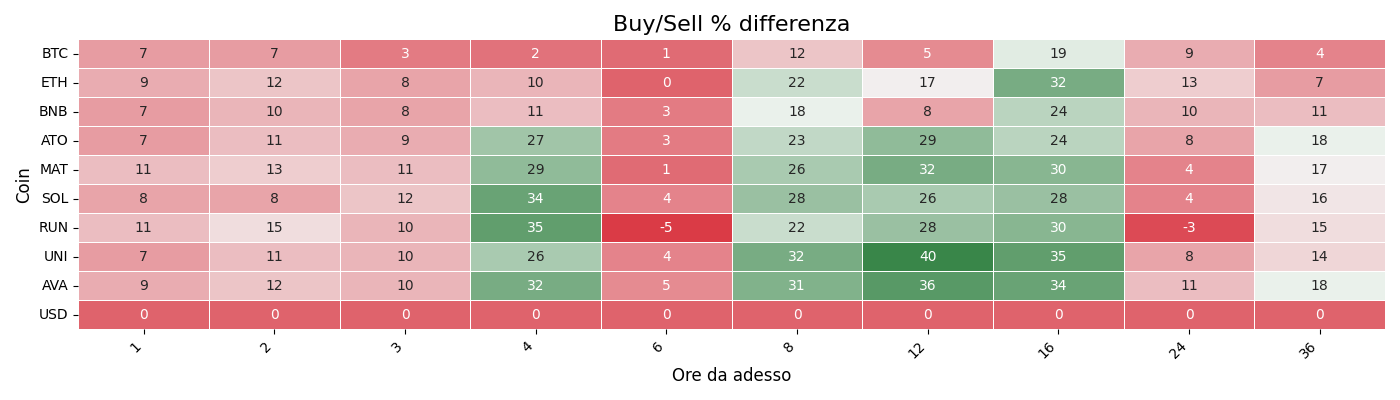 Buy/Sell % differenza
Coin
BTC 7 7 3 2 1 12 5 19 9 4
ETH 9 12 8 10 0 22 17 32 13 7
BNB 7 10 8 11 3 18 8 24 10 11
ATO 7 11 9 27 3 23 29 24 8 18
MAT 11 13 11 29 1 26 32 30 4 17
SOL 8 8 12 34 4 28 26 28 4 16
RUN 11 15 10 35 -5 22 28 30 -3 15
UNI 7 11 10 26 4 32 40 35 8 14
AVA 9 12 10 32 5 31 36 34 11 18
USD 0 0 0 0 0 0 0 0 0 0
1 2 3 4 6 8 12 16 24 36
Ore da adesso